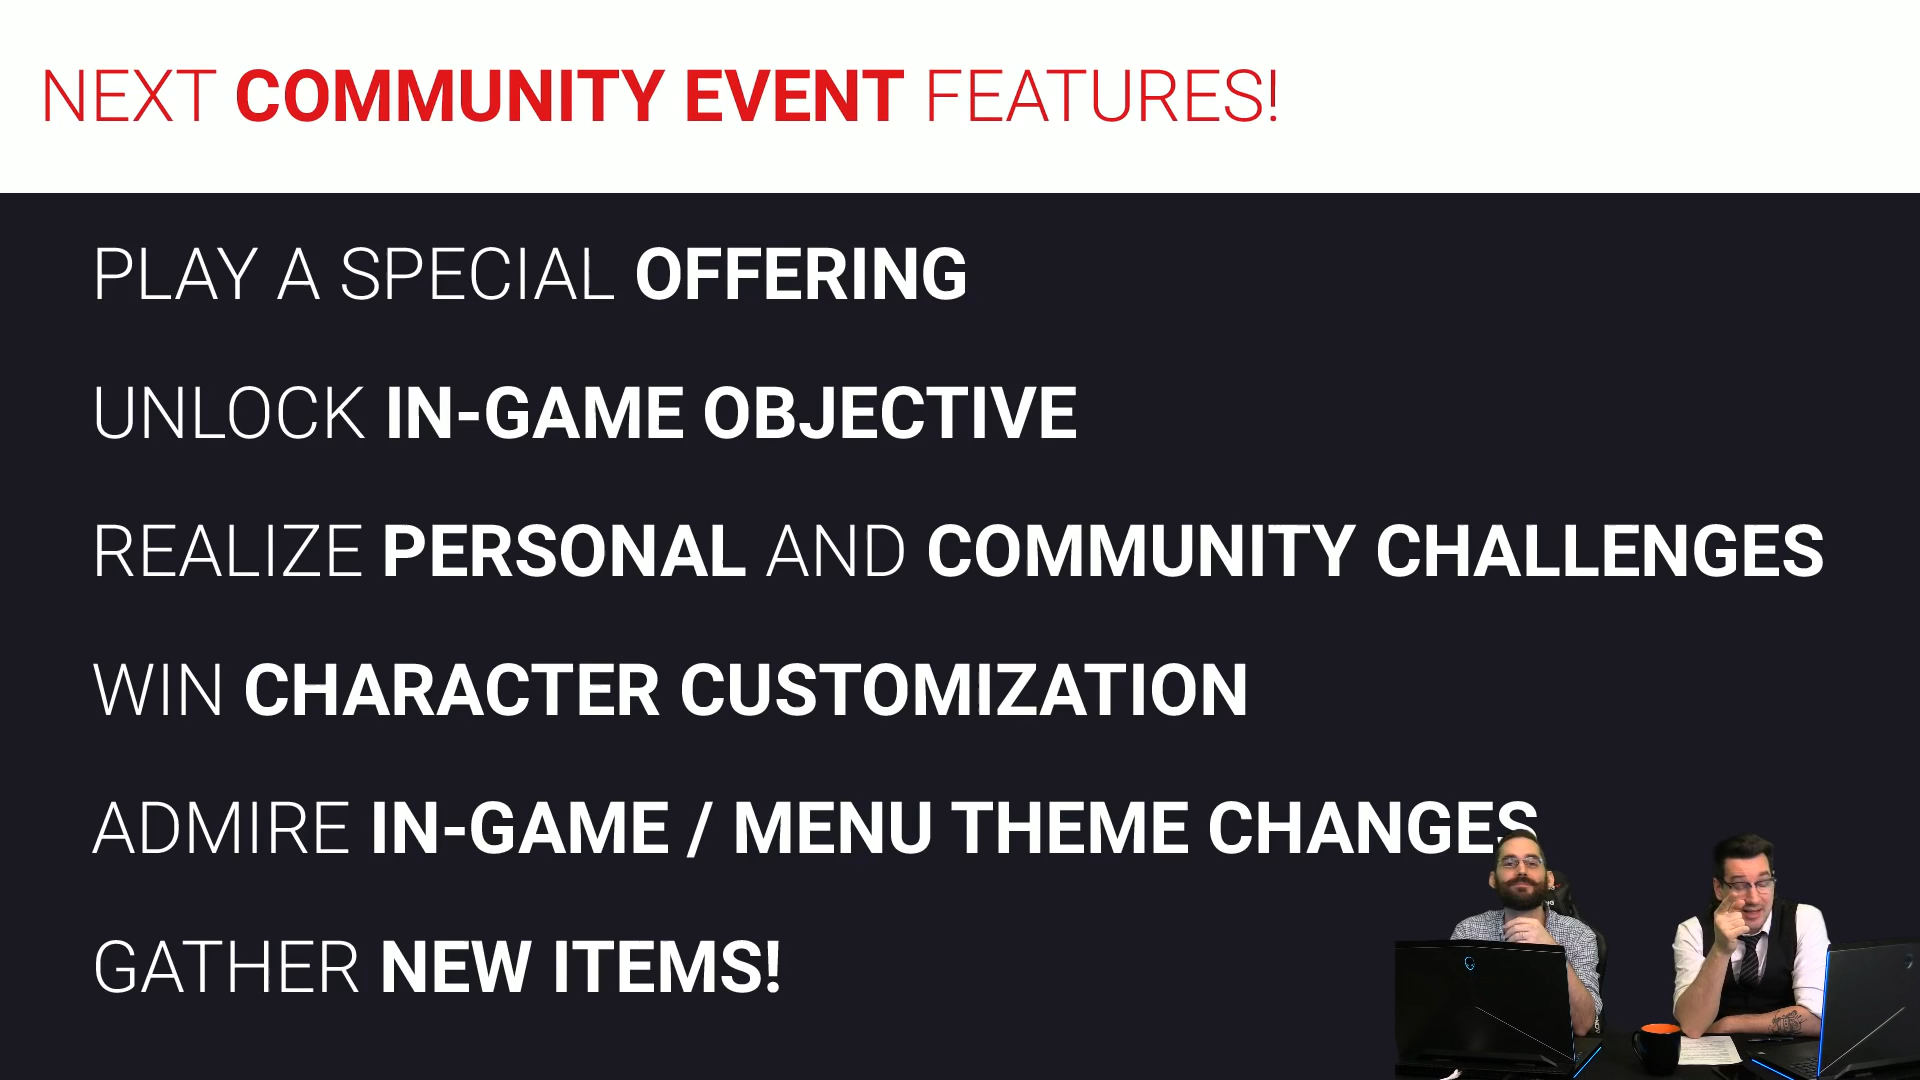 NEXT COMMUNITY EVENT FEATURES!
PLAY A SPECIAL OFFERING
UNLOCK IN-GAME OBJECTIVE
REALIZE PERSONAL AND COMMUNITY CHALLENGES
WIN CHARACTER CUSTOMIZATION
ADMIRE IN-GAME / MENU THEME CHANGES
GATHER NEW ITEMS!